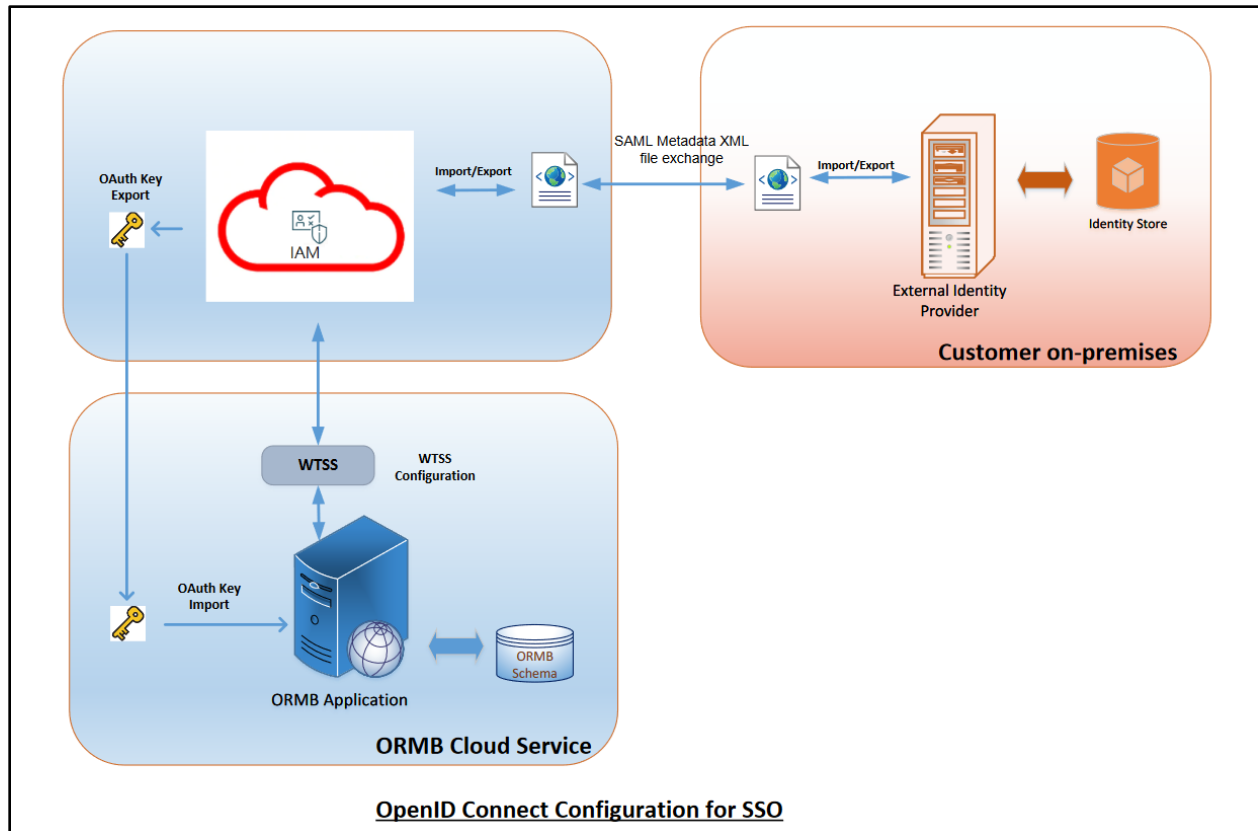 SAML Metadata XML
file exchange
Import/Export
Import/Export
OAuth Key
Export
IAM
Identity Store
External Identity
Provider
Customer on-premises
WTSS
WTSS
Configuration
OAuth Key
Import
ORMB
Schema
ORMB Application
ORMB Cloud Service
OpenID Connect Configuration for SSO